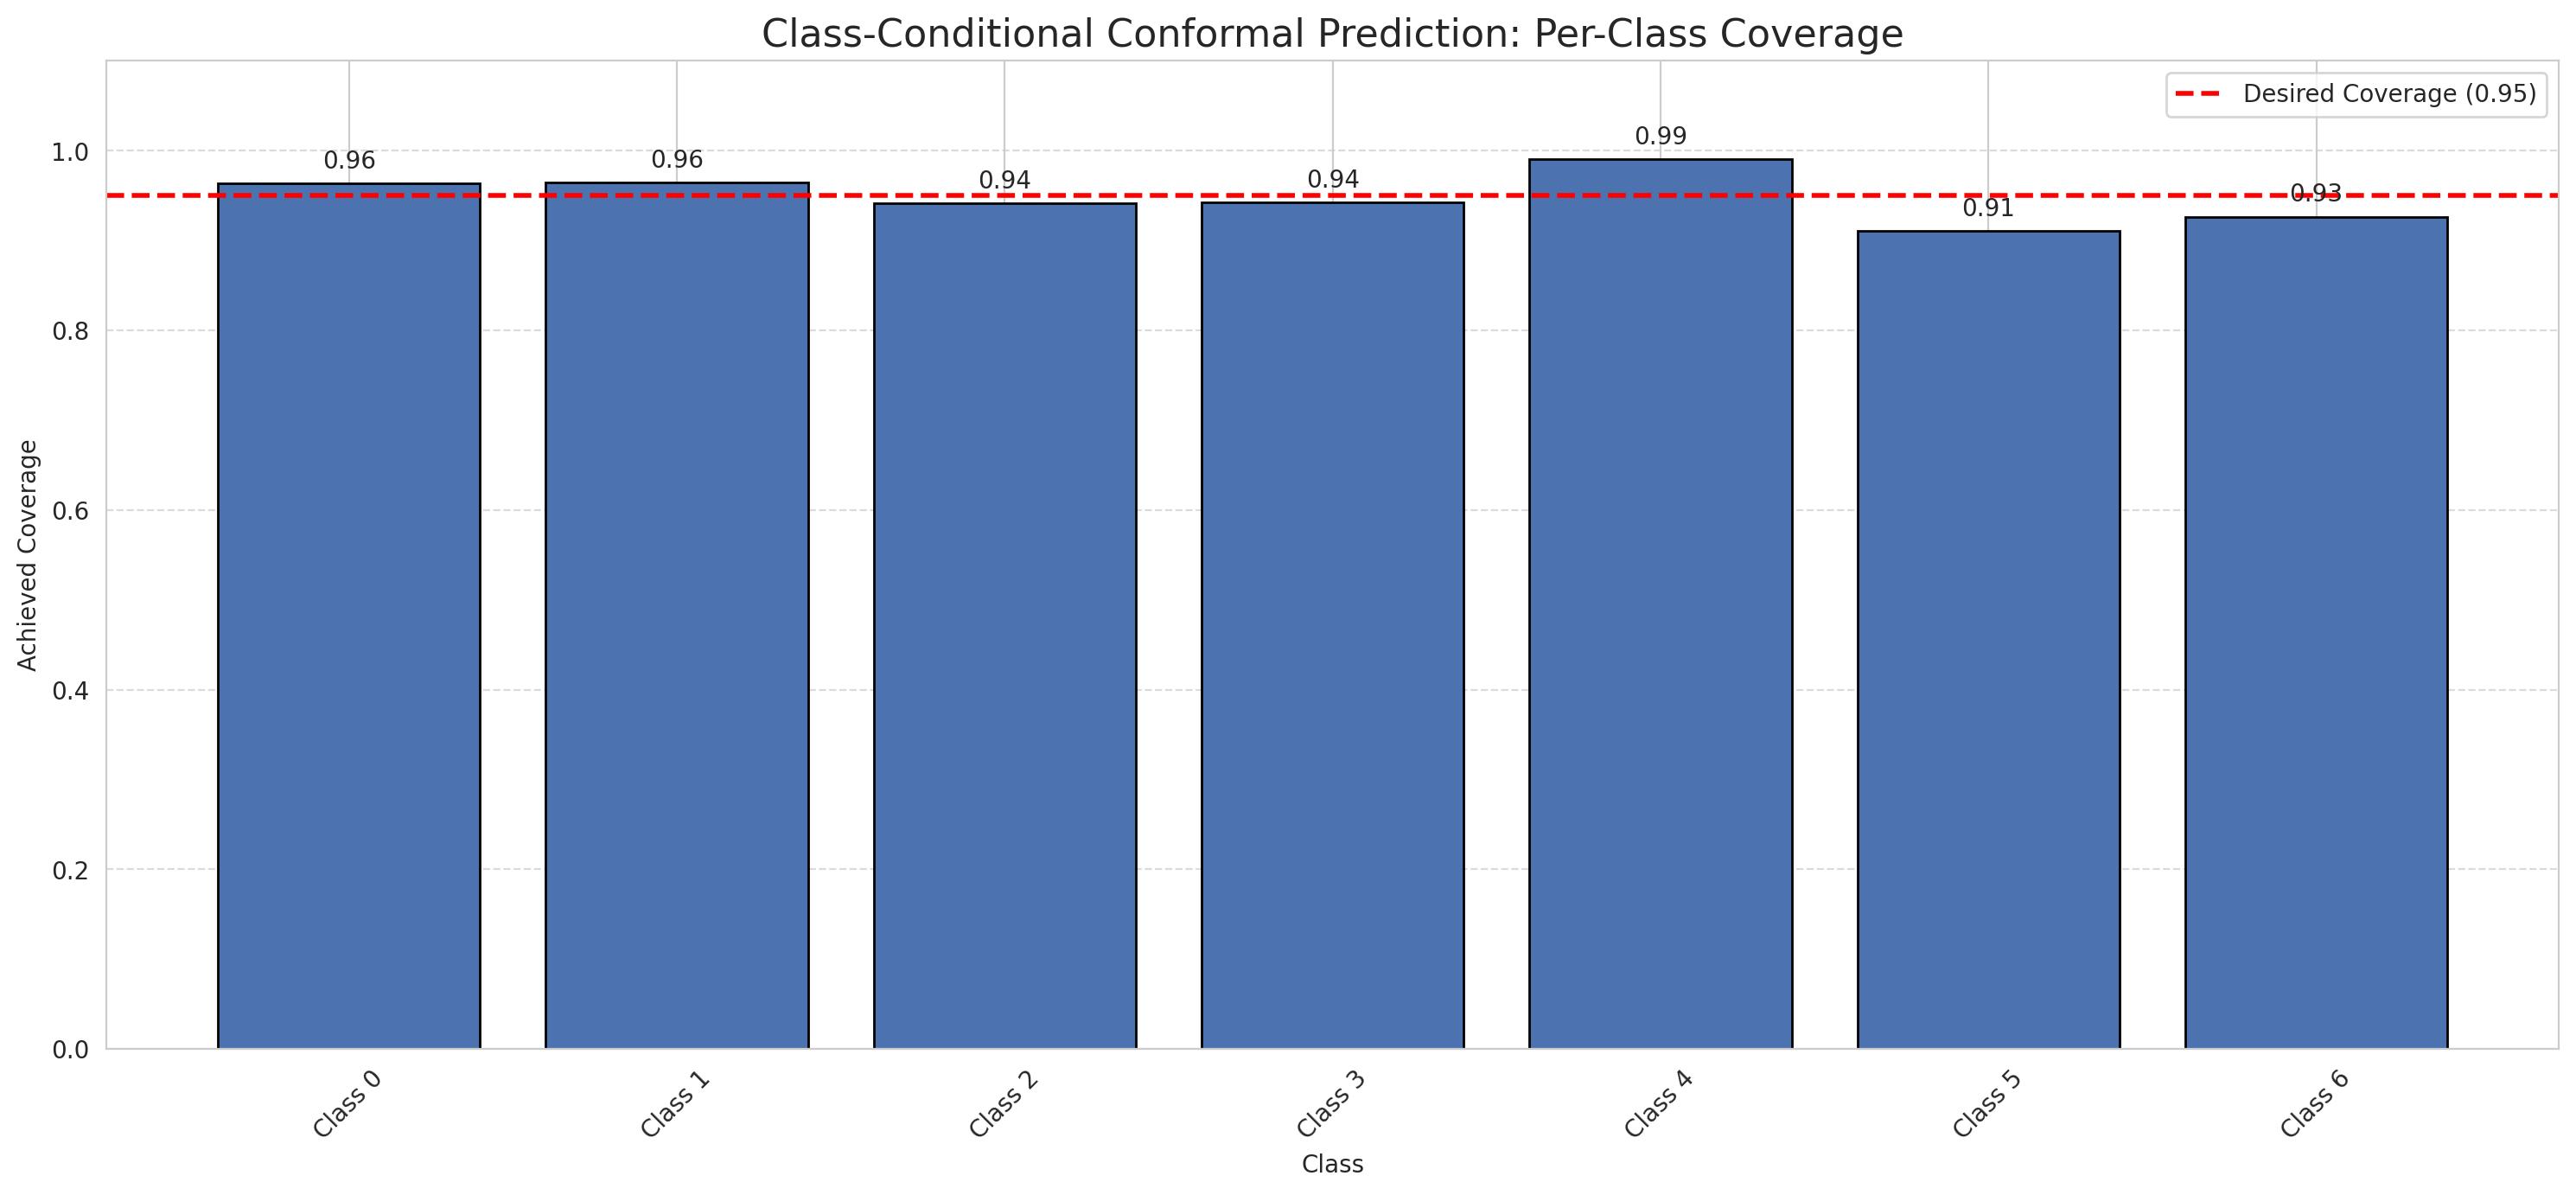 Class-Conditional Conformal Prediction: Per-Class Coverage
Desired Coverage (0.95)
Achieved Coverage
1.0
0.8
0.6
0.4
0.2
0.0
0.96
0.96
0.94
0.94
0.99
0.91
0.93
Class 0
Class 1
Class 2
Class 3
Class 4
Class 5
Class 6
Class